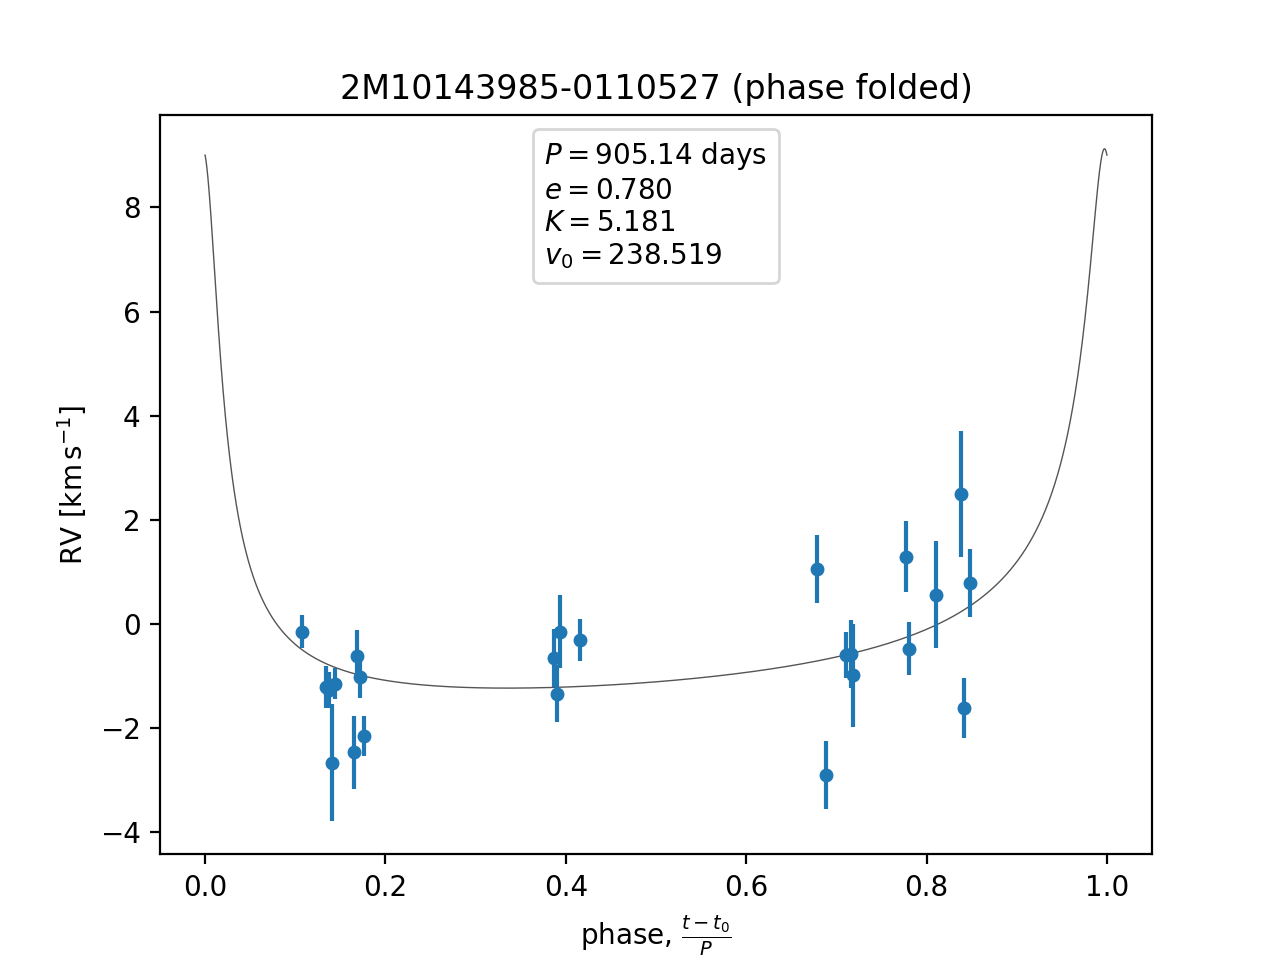 2M10143985-0110527 (phase folded)
P = 905.14 days
e = 0.780
K = 5.181
v₀ = 238.519
RV [km s⁻¹]
8
6
4
2
0
−2
−4
0.0 0.2 0.4 0.6 0.8 1.0
phase, (t − t₀)/P